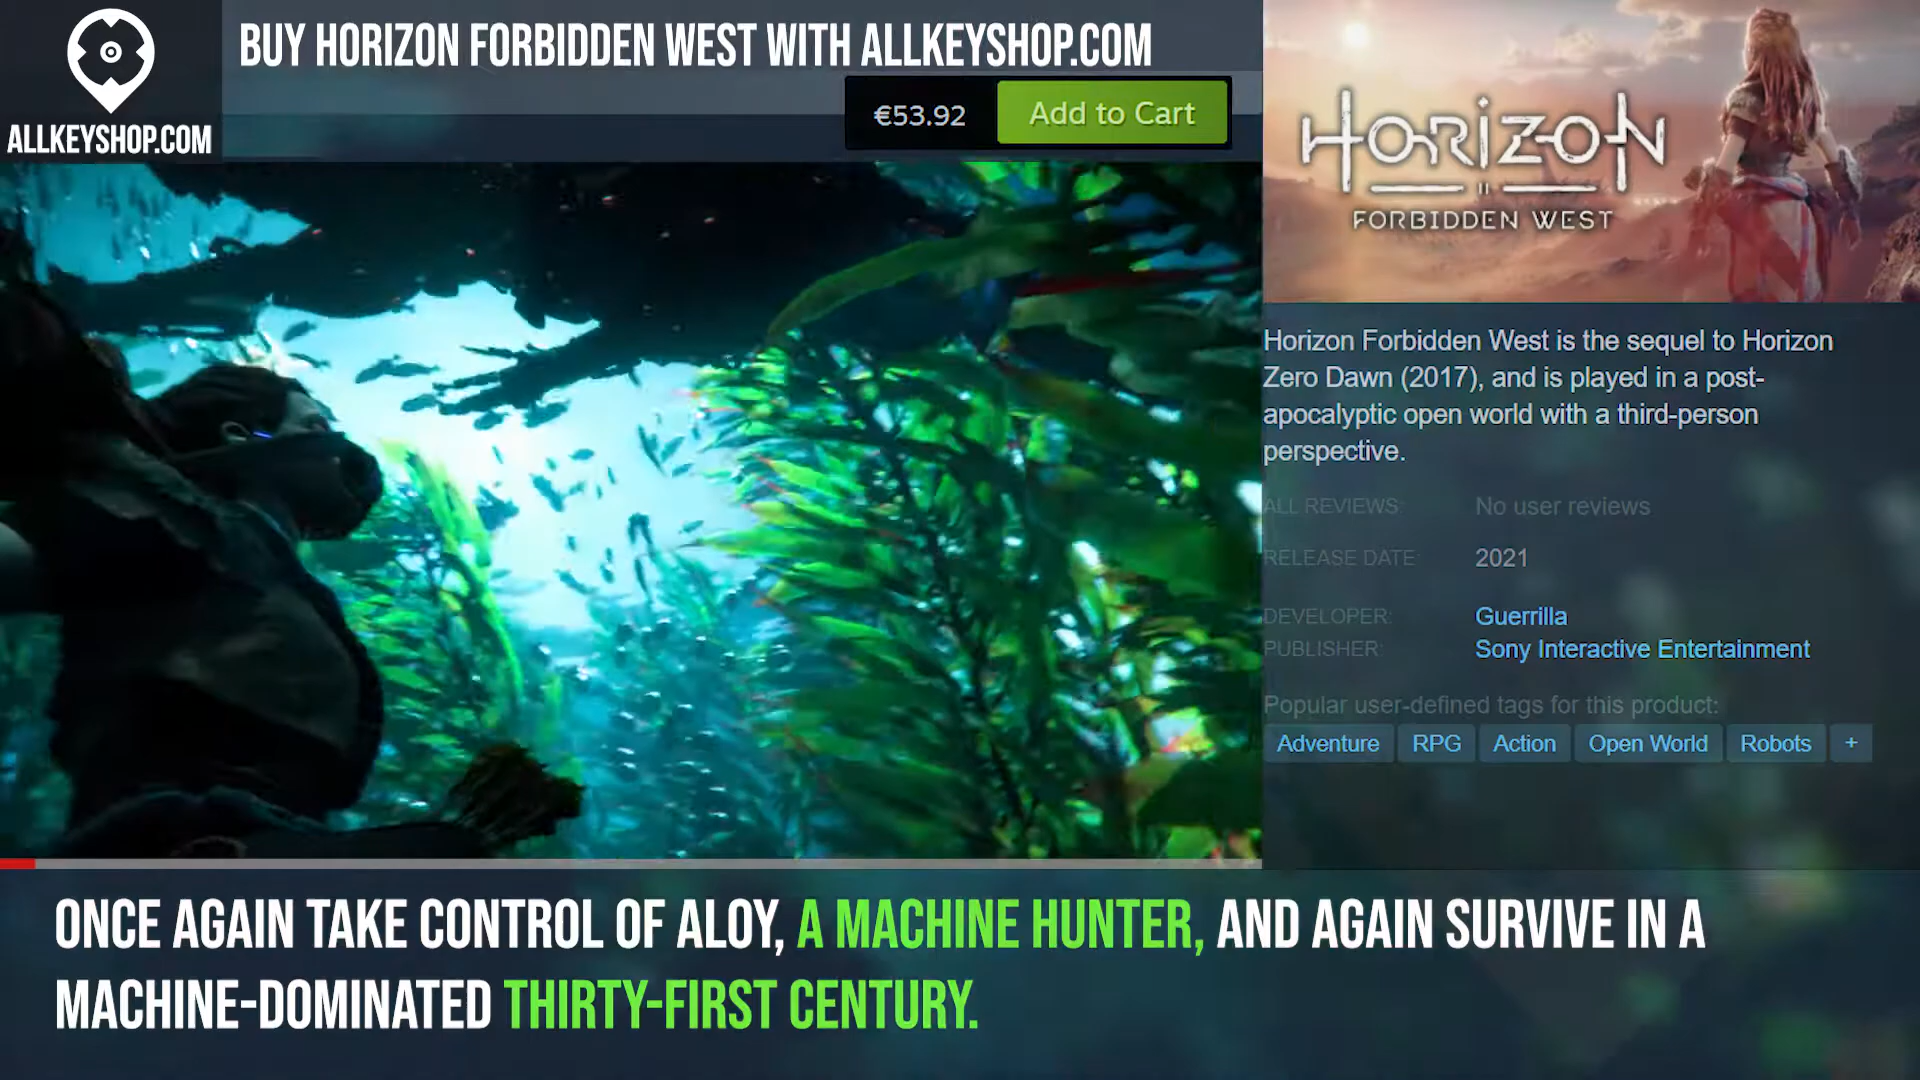 ALLKEYSHOP.COM
BUY HORIZON FORBIDDEN WEST WITH ALLKEYSHOP.COM
€53.92 Add to Cart
HORIZON
FORBIDDEN WEST
Horizon Forbidden West is the sequel to Horizon
Zero Dawn (2017), and is played in a post-
apocalyptic open world with a third-person
perspective.
ALL REVIEWS: No user reviews
RELEASE DATE 2021
DEVELOPER: Guerrilla
PUBLISHER: Sony Interactive Entertainment
Popular user-defined tags for this product:
Adventure RPG Action Open World Robots +
ONCE AGAIN TAKE CONTROL OF ALOY, A MACHINE HUNTER, AND AGAIN SURVIVE IN A
MACHINE-DOMINATED THIRTY-FIRST CENTURY.